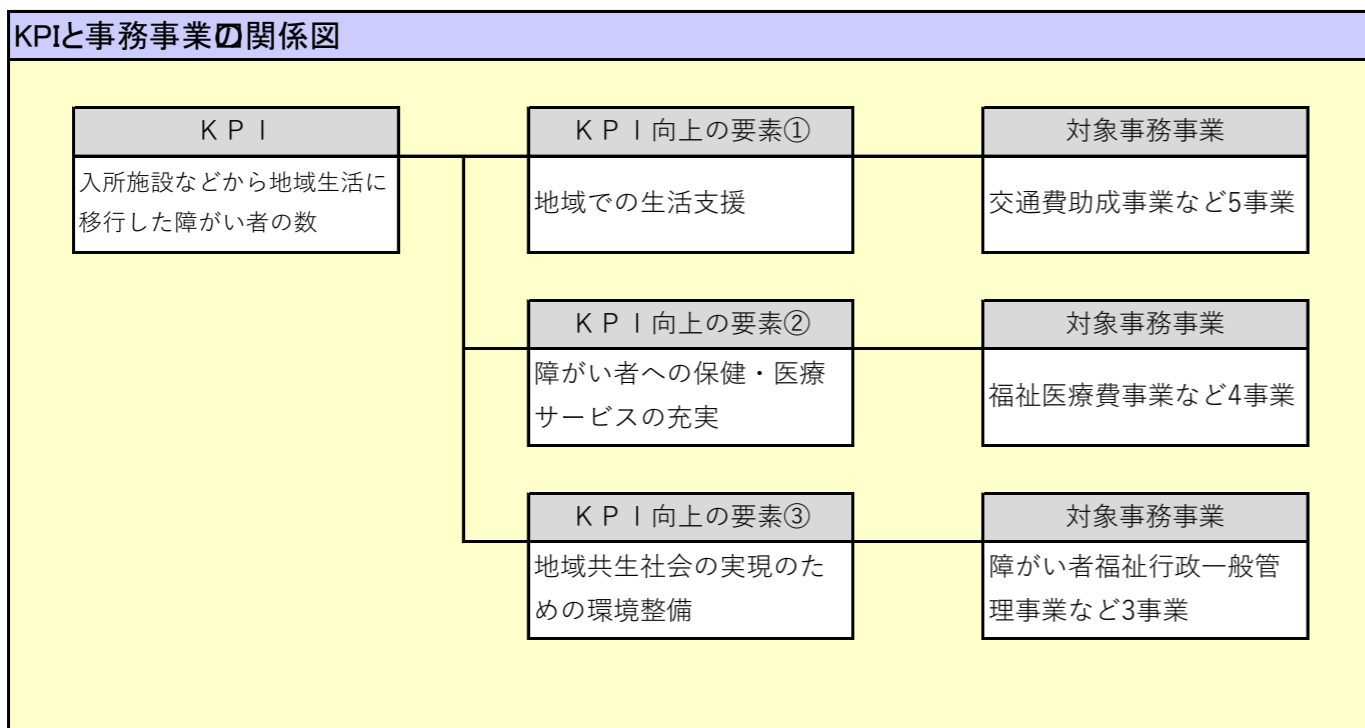 KPIと事務事業の関係図
ＫＰＩ
入所施設などから地域生活に
移行した障がい者の数
ＫＰＩ向上の要素①
地域での生活支援
対象事務事業
交通費助成事業など5事業
ＫＰＩ向上の要素②
障がい者への保健・医療
サービスの充実
対象事務事業
福祉医療費事業など4事業
ＫＰＩ向上の要素③
地域共生社会の実現のた
めの環境整備
対象事務事業
障がい者福祉行政一般管
理事業など3事業